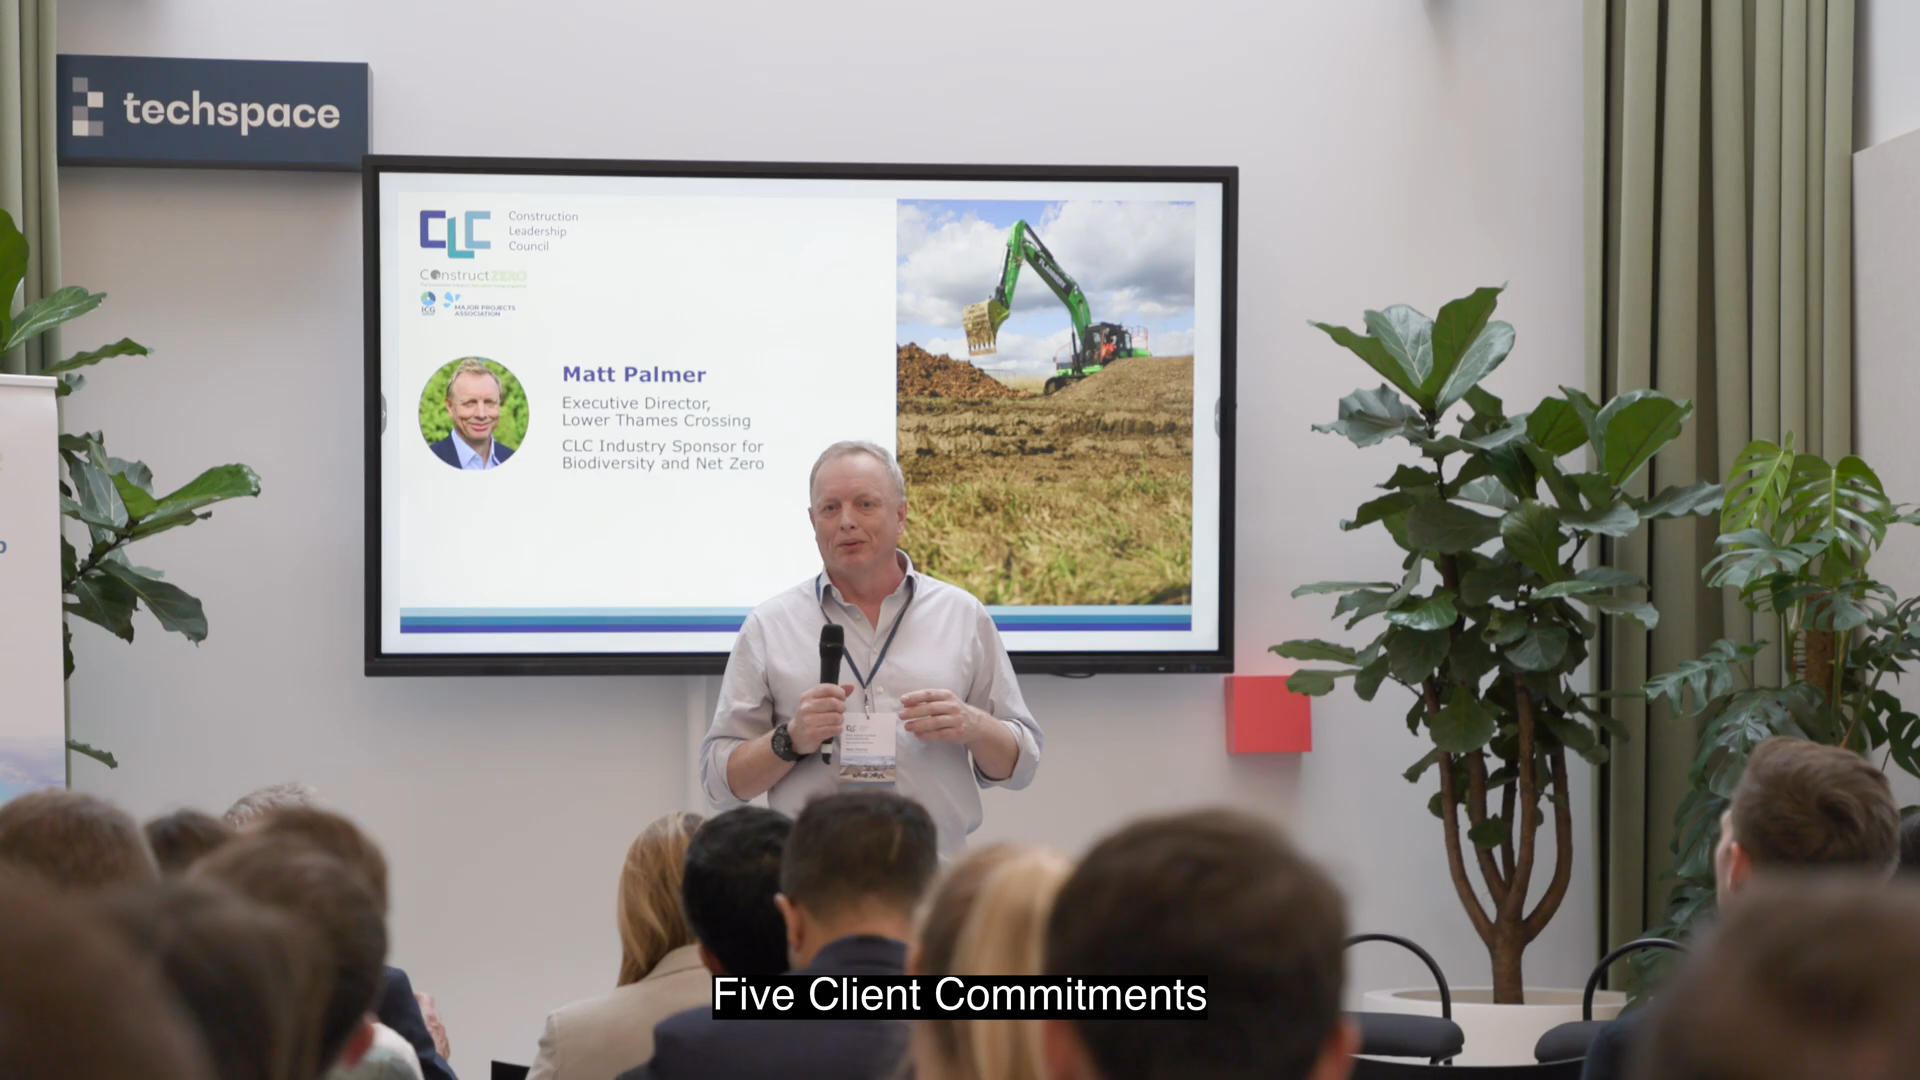 techspace
CLC
Construction
Leadership
Council
ConstructZERO
ICG
MAJOR PROJECTS
ASSOCIATION
Matt Palmer
Executive Director,
Lower Thames Crossing
CLC Industry Sponsor for
Biodiversity and Net Zero
Five Client Commitments